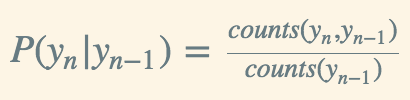 P(yₙ|yₙ₋₁) = counts(yₙ,yₙ₋₁) / counts(yₙ₋₁)